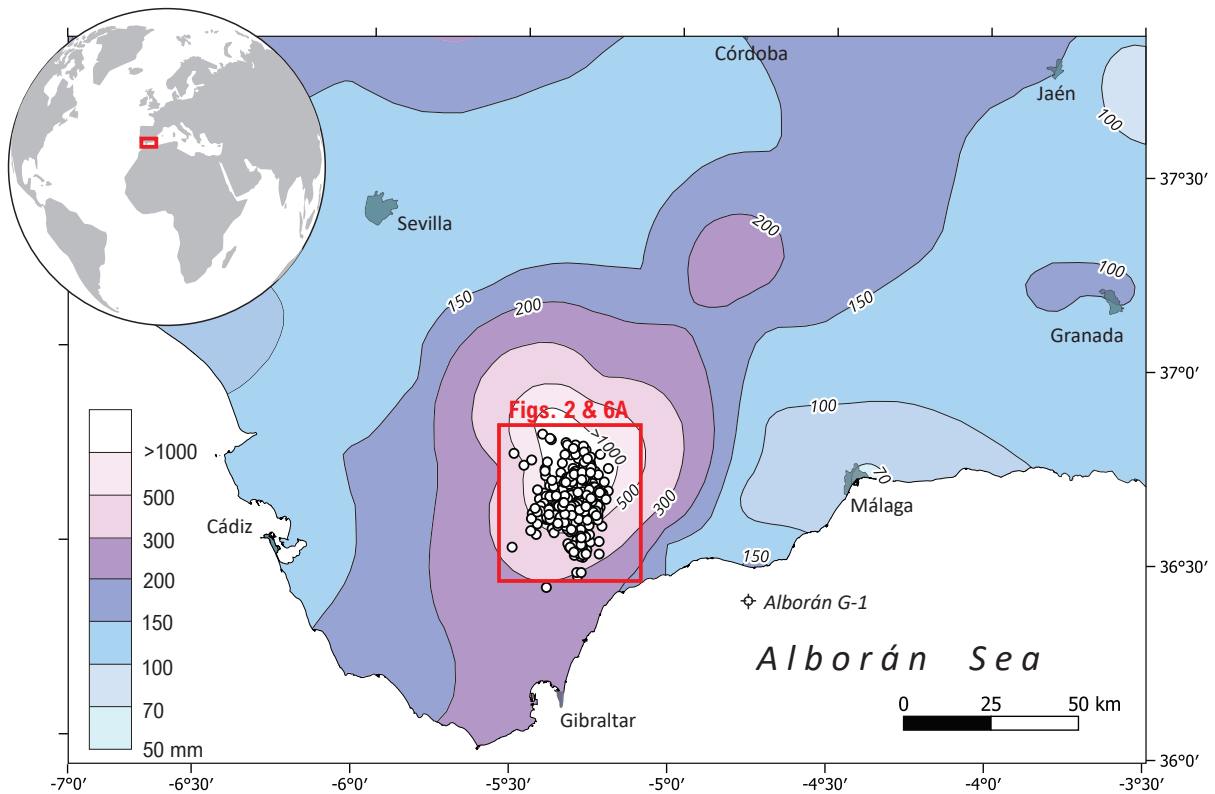 Córdoba
Jaén
100
37°30′
Sevilla
200
100
150
200
150
Granada
37°0′
Figs. 2 & 6A
100
>1000
>1000
70
500
500
300
Málaga
Cádiz
300
150
36°30′
200
Alborán G-1
150
Alborán Sea
100
0 25 50 km
70
Gibraltar
50 mm
36°0′
-7°0′ -6°30′ -6°0′ -5°30′ -5°0′ -4°30′ -4°0′ -3°30′